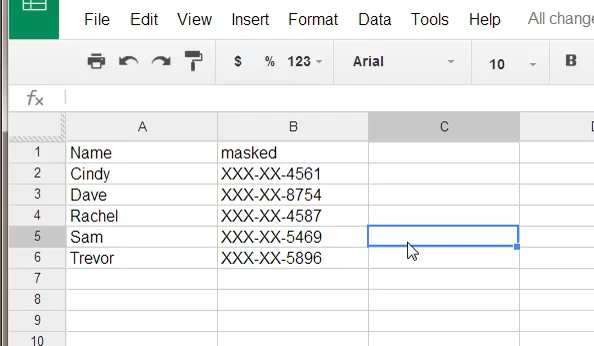 File Edit View Insert Format Data Tools Help All change
$ % 123 Arial 10 B
fx
A B C
1 Name masked
2 Cindy XXX-XX-4561
3 Dave XXX-XX-8754
4 Rachel XXX-XX-4587
5 Sam XXX-XX-5469
6 Trevor XXX-XX-5896
7
8
9
10